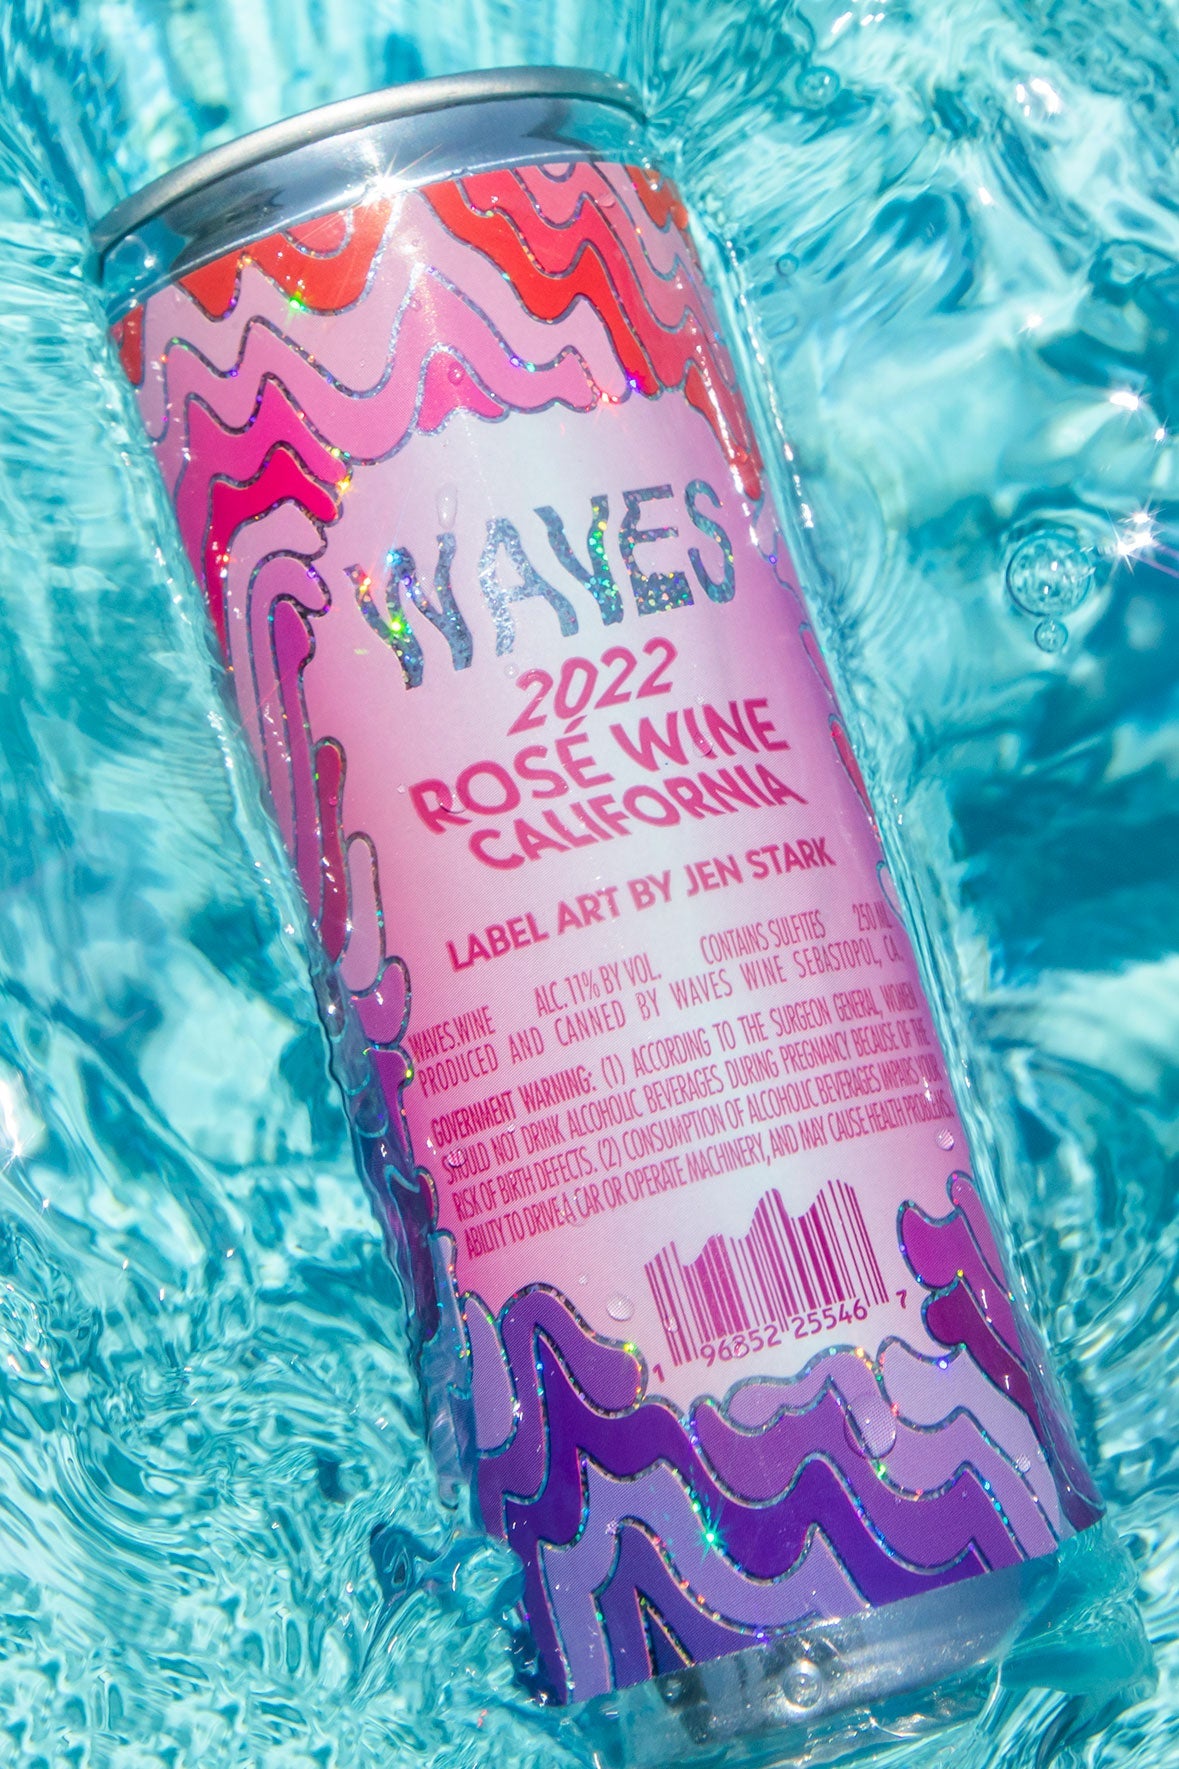 WAVES
2022
ROSÉ WINE
CALIFORNIA
LABEL ART BY JEN STARK
WAVES.WINE ALC. 11% BY VOL. CONTAINS SULFITES 250 ML
PRODUCED AND CANNED BY WAVES WINE SEBASTOPOL, CA.
GOVERNMENT WARNING: (1) ACCORDING TO THE SURGEON GENERAL, WOMEN
SHOULD NOT DRINK ALCOHOLIC BEVERAGES DURING PREGNANCY BECAUSE OF THE
RISK OF BIRTH DEFECTS. (2) CONSUMPTION OF ALCOHOLIC BEVERAGES IMPAIRS YOUR
ABILITY TO DRIVE A CAR OR OPERATE MACHINERY, AND MAY CAUSE HEALTH PROBLEMS
1 96852 25546 7